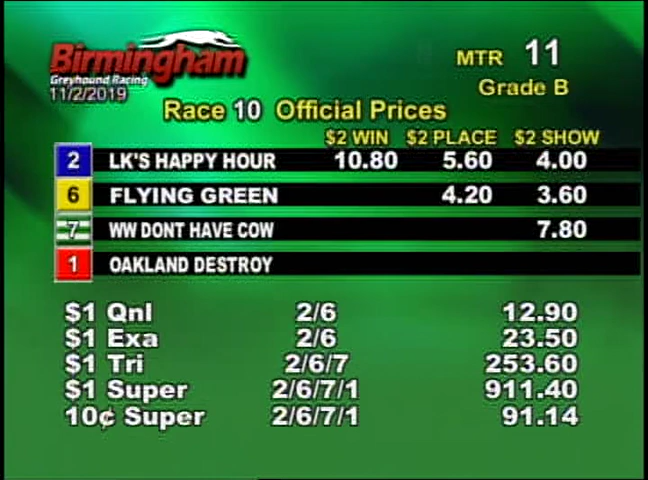 Birmingham
Greyhound Racing
11/2/2019
MTR 11
Grade B
Race 10 Official Prices
$2 WIN $2 PLACE $2 SHOW
2 LK'S HAPPY HOUR 10.80 5.60 4.00
6 FLYING GREEN 4.20 3.60
7 WW DONT HAVE COW 7.80
1 OAKLAND DESTROY
$1 Qnl 2/6 12.90
$1 Exa 2/6 23.50
$1 Tri 2/6/7 253.60
$1 Super 2/6/7/1 911.40
10¢ Super 2/6/7/1 91.14